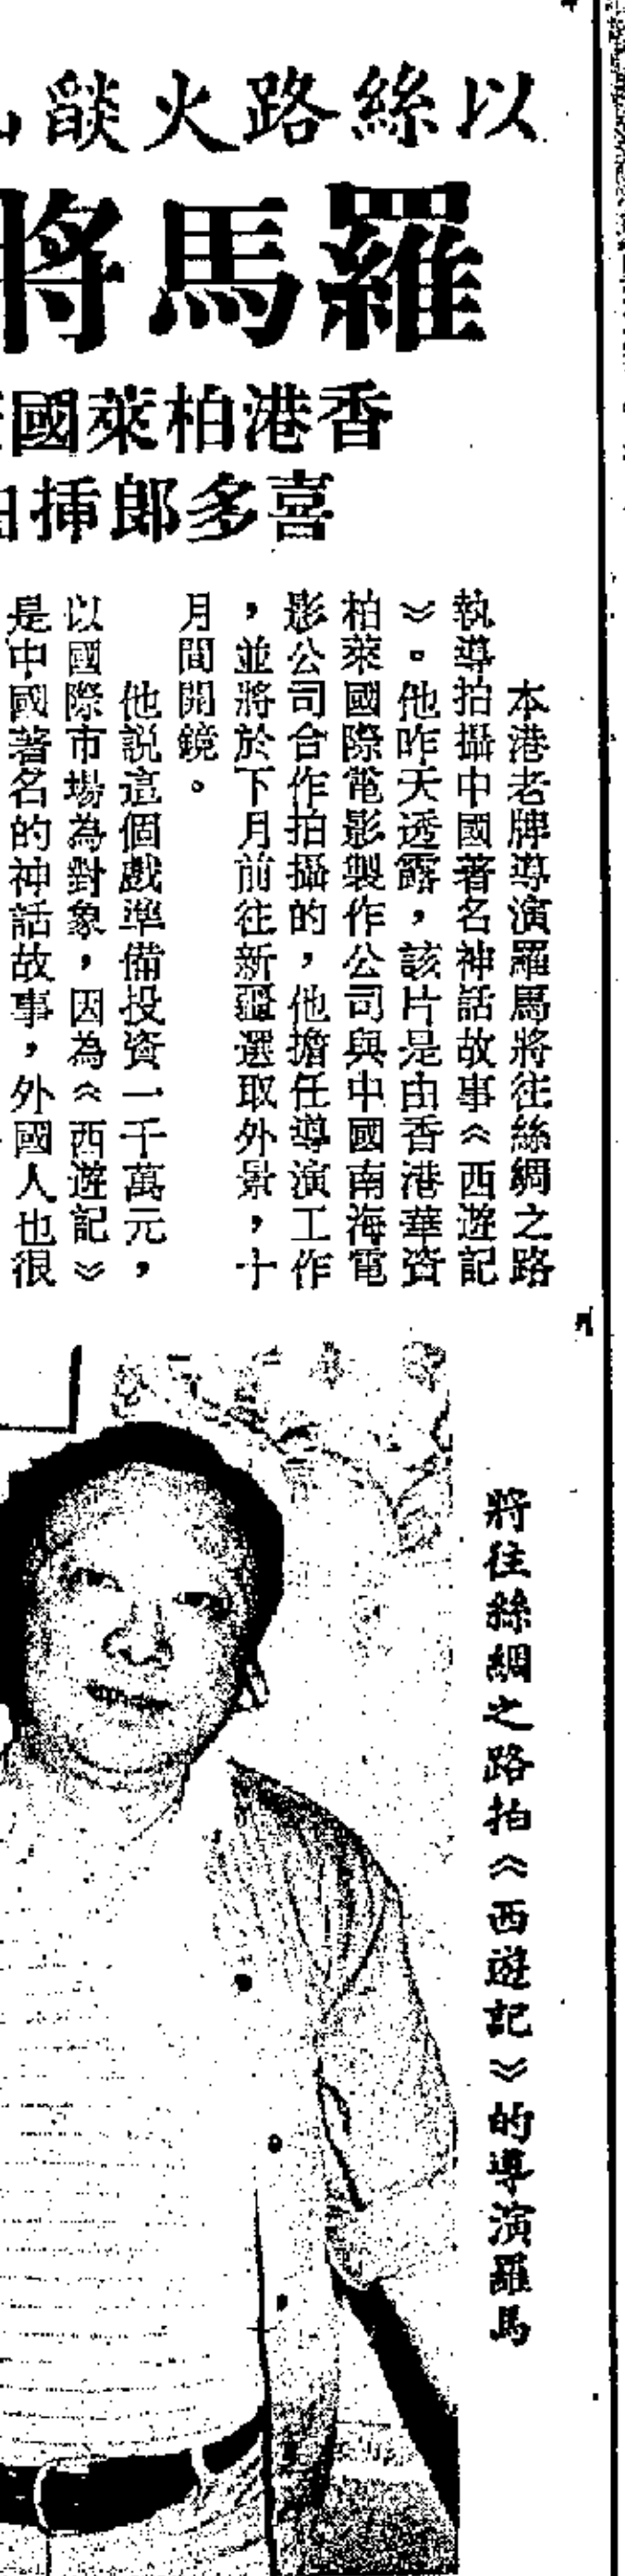 以絲路火燄山
羅馬將
香港柏萊國
喜多郎揷曲
本港老牌導演羅馬將往絲綢之路
執導拍攝中國著名神話故事《西遊記
》。他昨天透露，該片是由香港華資
柏萊國際電影製作公司與中國南海電
影公司合作拍攝的，他擔任導演工作
，並將於下月前往新疆選取外景，十
月間開鏡。
他説這個戲準備投資一千萬元，
以國際市場為對象，因為《西遊記》
是中國著名的神話故事，外國人也很
將往絲綢之路拍《西遊記》的導演羅馬